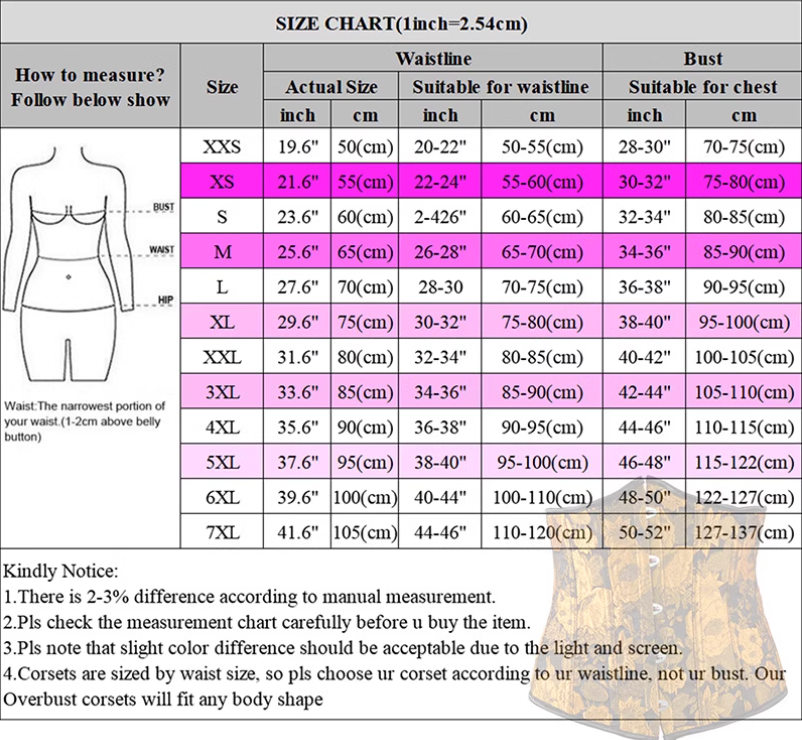 SIZE CHART(1inch=2.54cm)
How to measure?
Follow below show
Size
Waistline
Bust
Actual Size
Suitable for waistline
Suitable for chest
inch cm inch cm inch cm
XXS 19.6" 50(cm) 20-22" 50-55(cm) 28-30" 70-75(cm)
XS 21.6" 55(cm) 22-24" 55-60(cm) 30-32" 75-80(cm)
S 23.6" 60(cm) 2-426" 60-65(cm) 32-34" 80-85(cm)
M 25.6" 65(cm) 26-28" 65-70(cm) 34-36" 85-90(cm)
L 27.6" 70(cm) 28-30 70-75(cm) 36-38" 90-95(cm)
XL 29.6" 75(cm) 30-32" 75-80(cm) 38-40" 95-100(cm)
XXL 31.6" 80(cm) 32-34" 80-85(cm) 40-42" 100-105(cm)
3XL 33.6" 85(cm) 34-36" 85-90(cm) 42-44" 105-110(cm)
4XL 35.6" 90(cm) 36-38" 90-95(cm) 44-46" 110-115(cm)
5XL 37.6" 95(cm) 38-40" 95-100(cm) 46-48" 115-122(cm)
6XL 39.6" 100(cm) 40-44" 100-110(cm) 48-50" 122-127(cm)
7XL 41.6" 105(cm) 44-46" 110-120(cm) 50-52" 127-137(cm)
BUST
WAIST
HIP
Waist:The narrowest portion of
your waist.(1-2cm above belly
button)
Kindly Notice:
1.There is 2-3% difference according to manual measurement.
2.Pls check the measurement chart carefully before u buy the item.
3.Pls note that slight color difference should be acceptable due to the light and screen.
4.Corsets are sized by waist size, so pls choose ur corset according to ur waistline, not ur bust. Our
Overbust corsets will fit any body shape